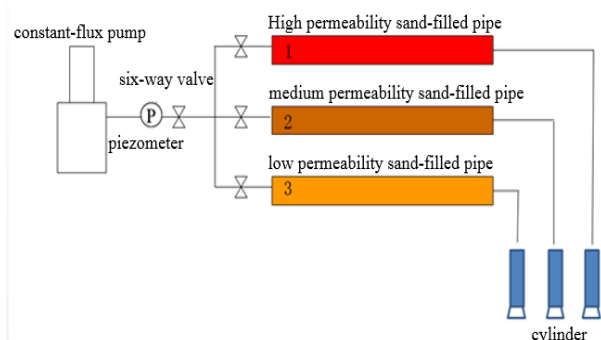 High permeability sand-filled pipe
constant-flux pump
1
six-way valve
medium permeability sand-filled pipe
P
2
piezometer
low permeability sand-filled pipe
3
cylinder